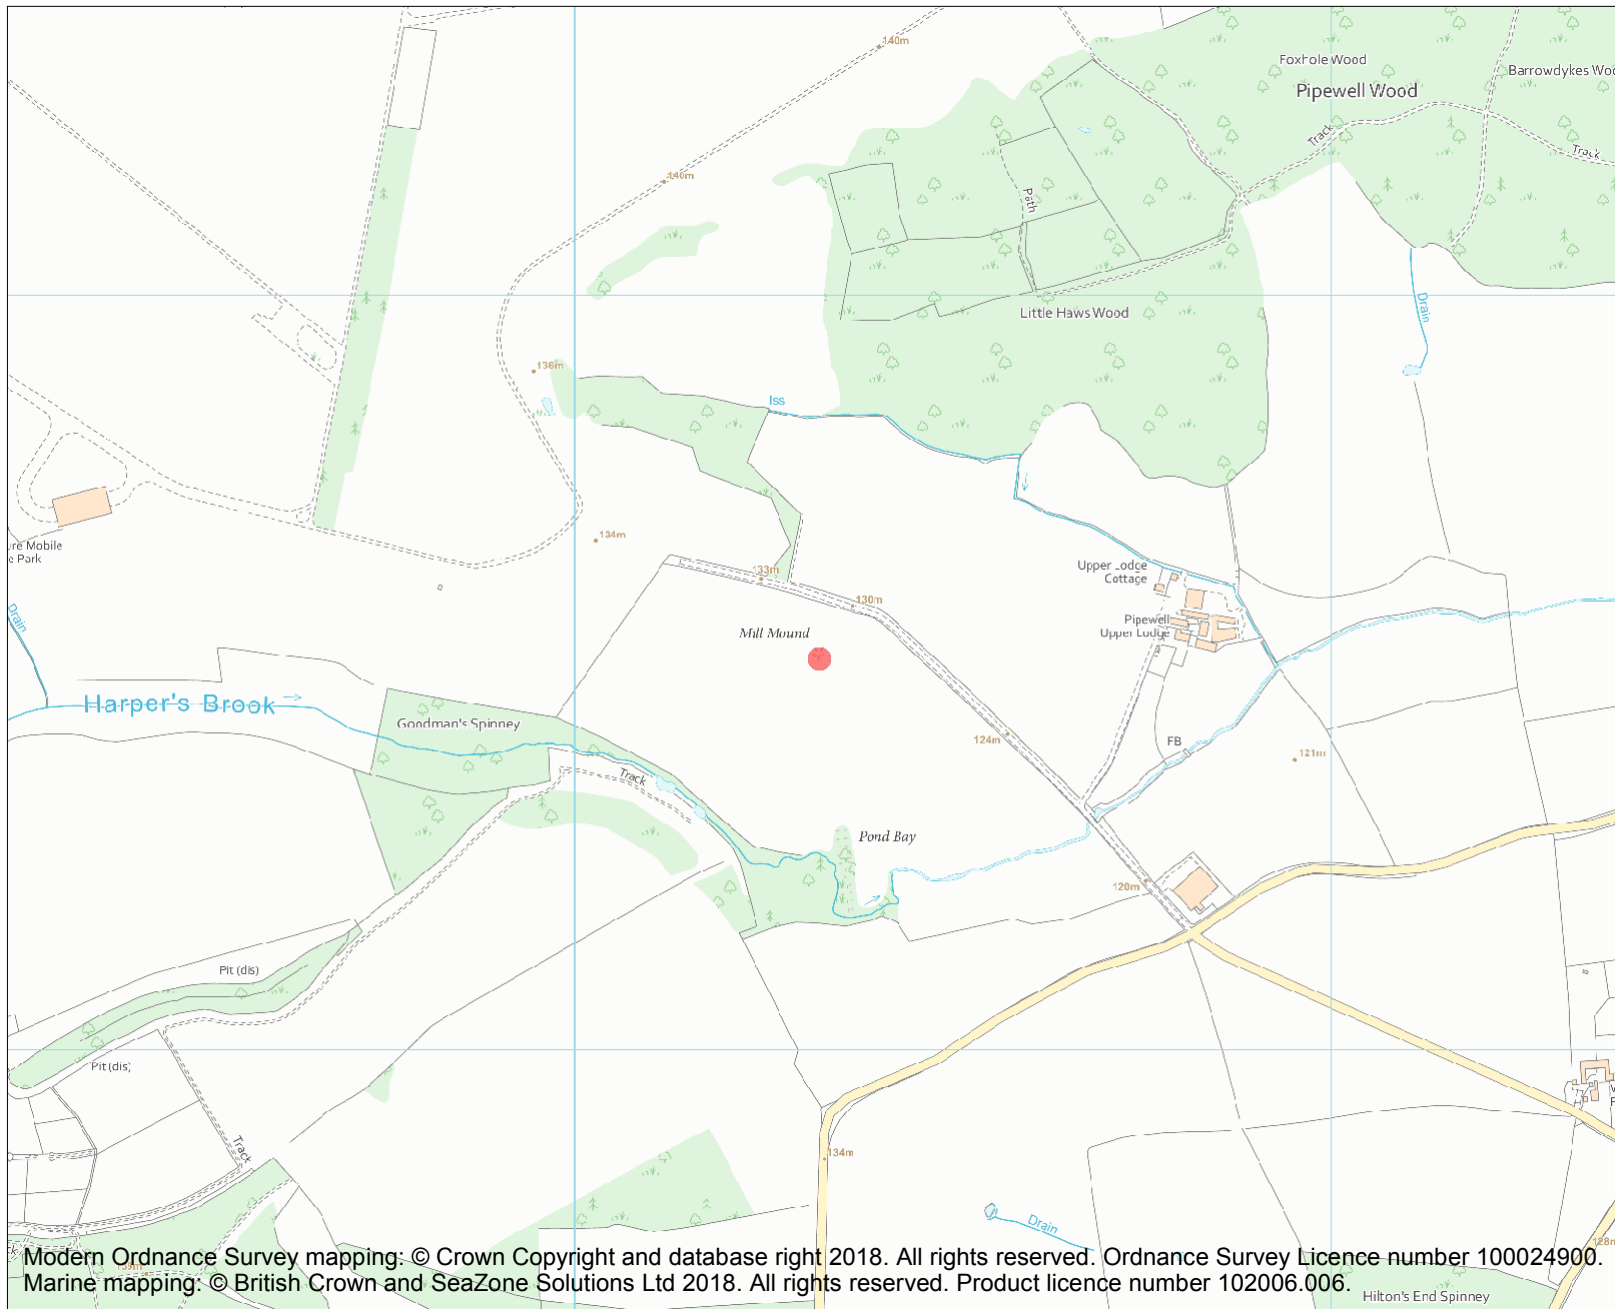 140m
Foxhole Wood
Barrowdykes Woo
Pipewell Wood
Track
Track
140m
Path
Drain
Little Haws Wood
136m
Iss
134m
ure Mobile
e Park
133m
Upper Lodge
Cottage
130m
Drain
Mill Mound
Pipewell
Upper Lodge
Harper's Brook
Goodman's Spinney
124m
FB
121m
Track
Pond Bay
120m
Pit (dis)
Pit (dis)
Track
134m
Drain
128m
139m
Modern Ordnance Survey mapping: © Crown Copyright and database right 2018. All rights reserved. Ordnance Survey Licence number 100024900.
Marine mapping: © British Crown and SeaZone Solutions Ltd 2018. All rights reserved. Product licence number 102006.006.
Hilton's End Spinney